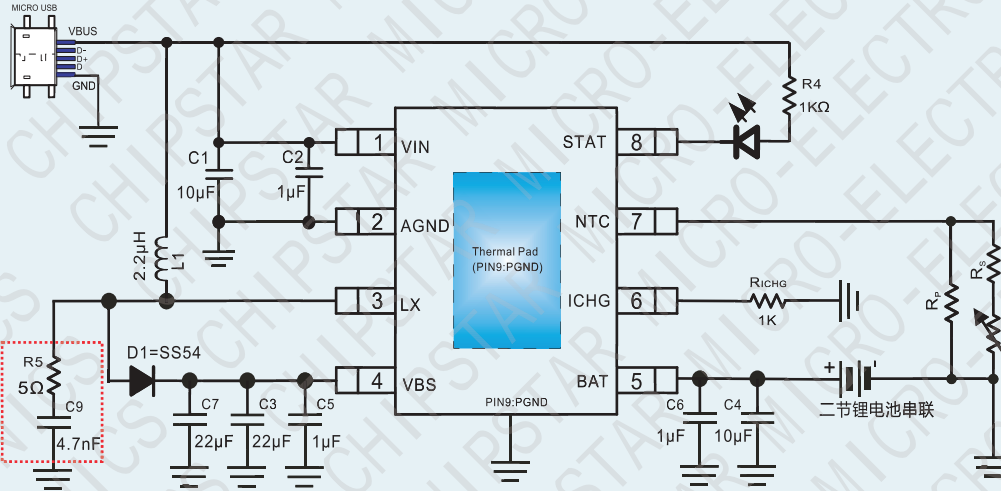 MICRO USB
VBUS
D-
D+
D
GND
R4
1KΩ
C1
10μF
C2
1μF
1
VIN
STAT
8
2
AGND
NTC
7
2.2μH
L1
Thermal Pad
(PIN9:PGND)
3
LX
ICHG
6
RICHG
1K
RP
RS
R5
5Ω
C9
4.7nF
D1=SS54
4
VBS
BAT
5
PIN9:PGND
C7
22μF
C3
22μF
C5
1μF
C6
1μF
C4
10μF
+
-
二节锂电池串联
CHIPSTAR MICRO-ELECTRONICS